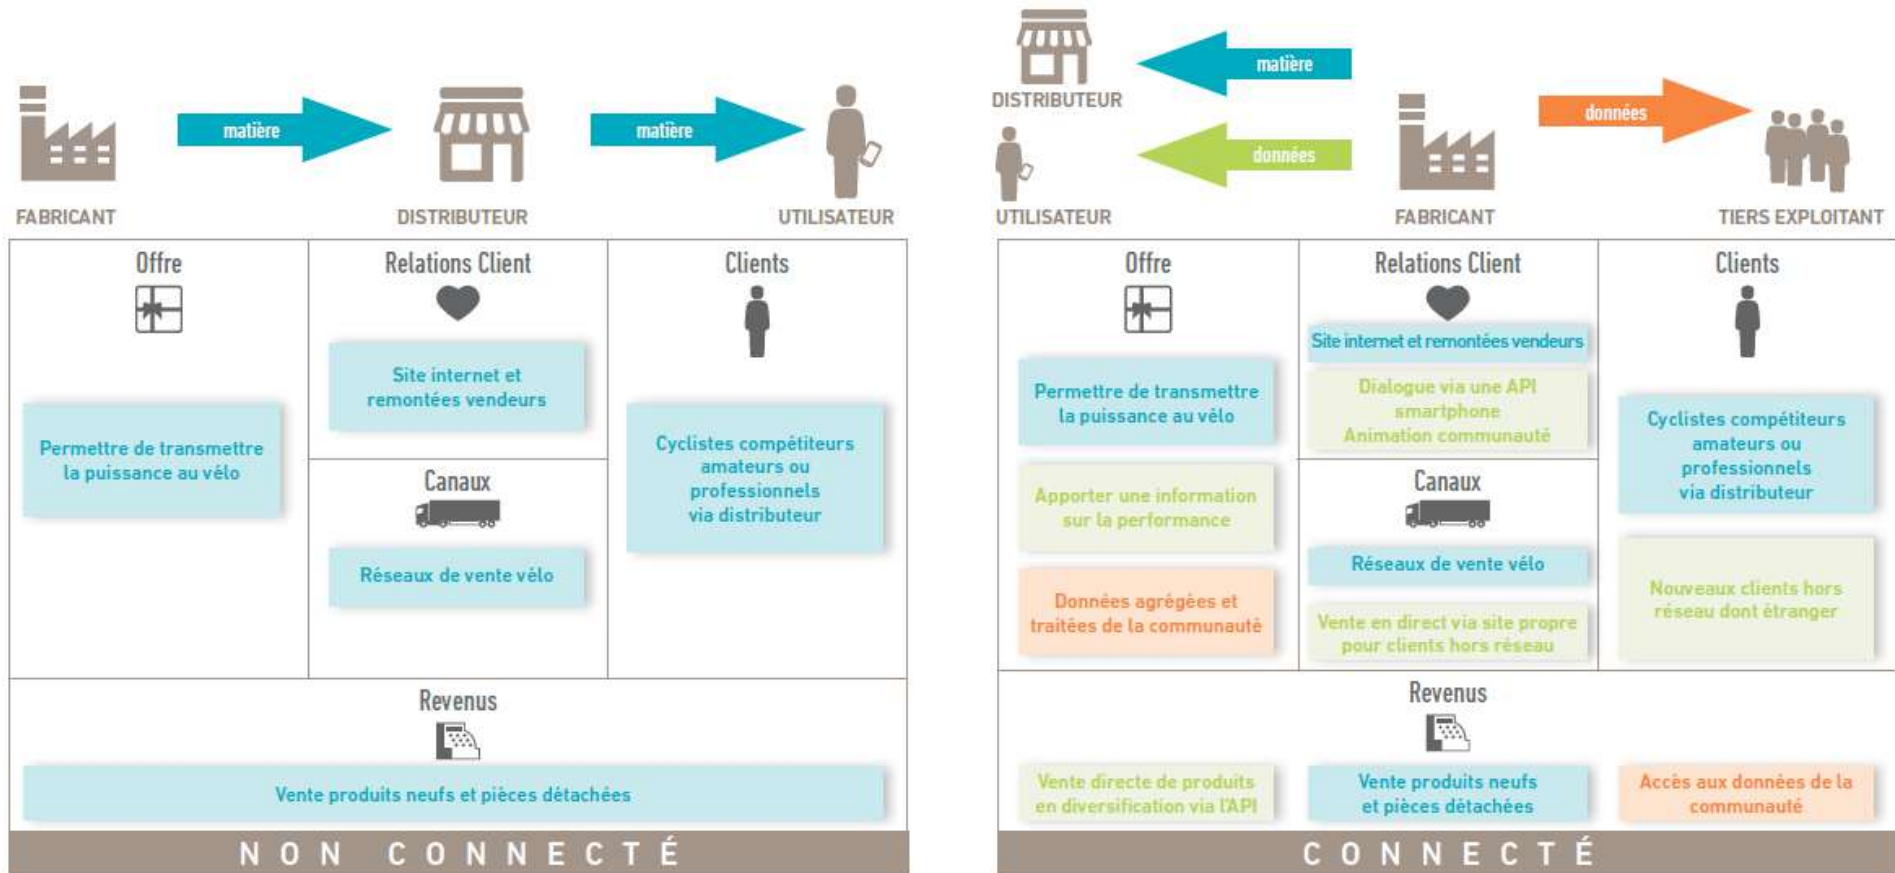 matière
matière
FABRICANT
DISTRIBUTEUR
UTILISATEUR
Offre
Permettre de transmettre
la puissance au vélo
Relations Client
Site internet et
remontées vendeurs
Canaux
Réseaux de vente vélo
Clients
Cyclistes compétiteurs
amateurs ou
professionnels
via distributeur
Revenus
Vente produits neufs et pièces détachées
NON CONNECTÉ
matière
DISTRIBUTEUR
données
données
UTILISATEUR
FABRICANT
TIERS EXPLOITANT
Offre
Permettre de transmettre
la puissance au vélo
Apporter une information
sur la performance
Données agrégées et
traitées de la communauté
Relations Client
Site internet et remontées vendeurs
Dialogue via une API
smartphone
Animation communauté
Canaux
Réseaux de vente vélo
Vente en direct via site propre
pour clients hors réseau
Clients
Cyclistes compétiteurs
amateurs ou
professionnels
via distributeur
Nouveaux clients hors
réseau dont étranger
Revenus
Vente directe de produits
en diversification via l'API
Vente produits neufs
et pièces détachées
Accès aux données de la
communauté
CONNECTÉ